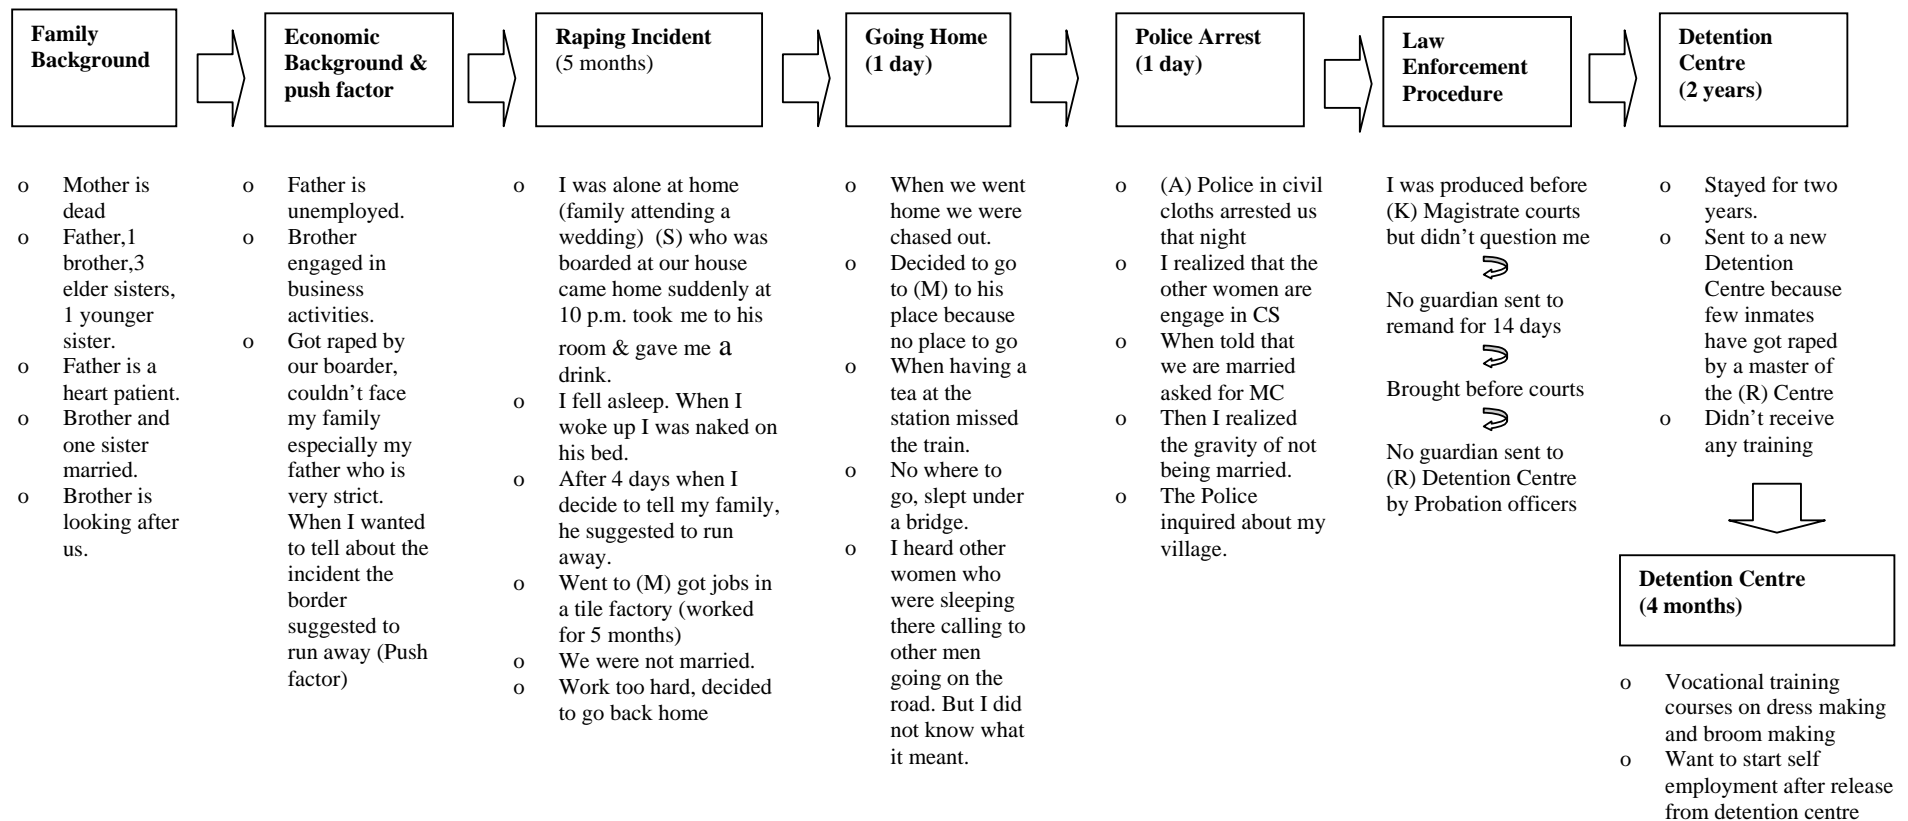 Family
Background
Economic
Background &
push factor
Raping Incident
(5 months)
Going Home
(1 day)
Police Arrest
(1 day)
Law
Enforcement
Procedure
Detention
Centre
(2 years)
o Mother is
dead
o Father,1
brother,3
elder sisters,
1 younger
sister.
o Father is a
heart patient.
o Brother and
one sister
married.
o Brother is
looking after
us.
o Father is
unemployed.
o Brother
engaged in
business
activities.
o Got raped by
our boarder,
couldn’t face
my family
especially my
father who is
very strict.
When I wanted
to tell about the
incident the
border
suggested to
run away (Push
factor)
o I was alone at home
(family attending a
wedding) (S) who was
boarded at our house
came home suddenly at
10 p.m. took me to his
room & gave me a
drink.
o I fell asleep. When I
woke up I was naked on
his bed.
o After 4 days when I
decide to tell my family,
he suggested to run
away.
o Went to (M) got jobs in
a tile factory (worked
for 5 months)
o We were not married.
o Work too hard, decided
to go back home
o When we went
home we were
chased out.
o Decided to go
to (M) to his
place because
no place to go
o When having a
tea at the
station missed
the train.
o No where to
go, slept under
a bridge.
o I heard other
women who
were sleeping
there calling to
other men
going on the
road. But I did
not know what
it meant.
o (A) Police in civil
cloths arrested us
that night
o I realized that the
other women are
engage in CS
o When told that
we are married
asked for MC
o Then I realized
the gravity of not
being married.
o The Police
inquired about my
village.
I was produced before
(K) Magistrate courts
but didn’t question me
No guardian sent to
remand for 14 days
Brought before courts
No guardian sent to
(R) Detention Centre
by Probation officers
o Stayed for two
years.
o Sent to a new
Detention
Centre because
few inmates
have got raped
by a master of
the (R) Centre
o Didn’t receive
any training
Detention Centre
(4 months)
o Vocational training
courses on dress making
and broom making
o Want to start self
employment after release
from detention centre